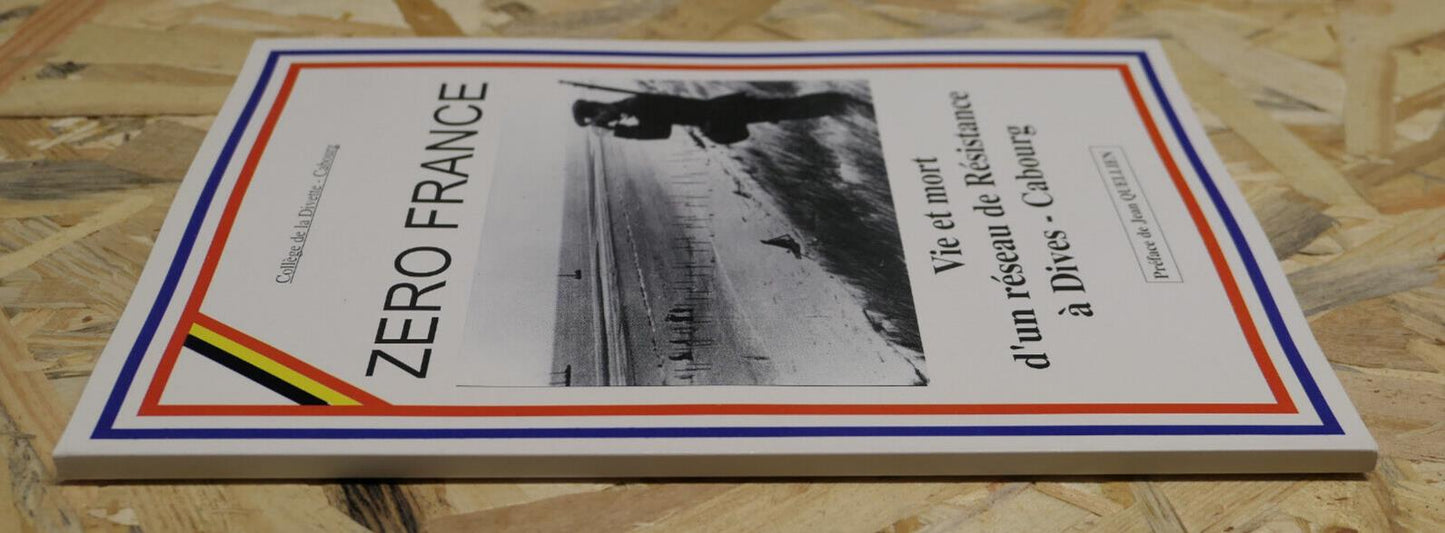 Collège de la Divette - Cabourg
ZERO FRANCE
Vie et mort
d'un réseau de Résistance
à Dives - Cabourg
Préface de Jean QUELLIEN